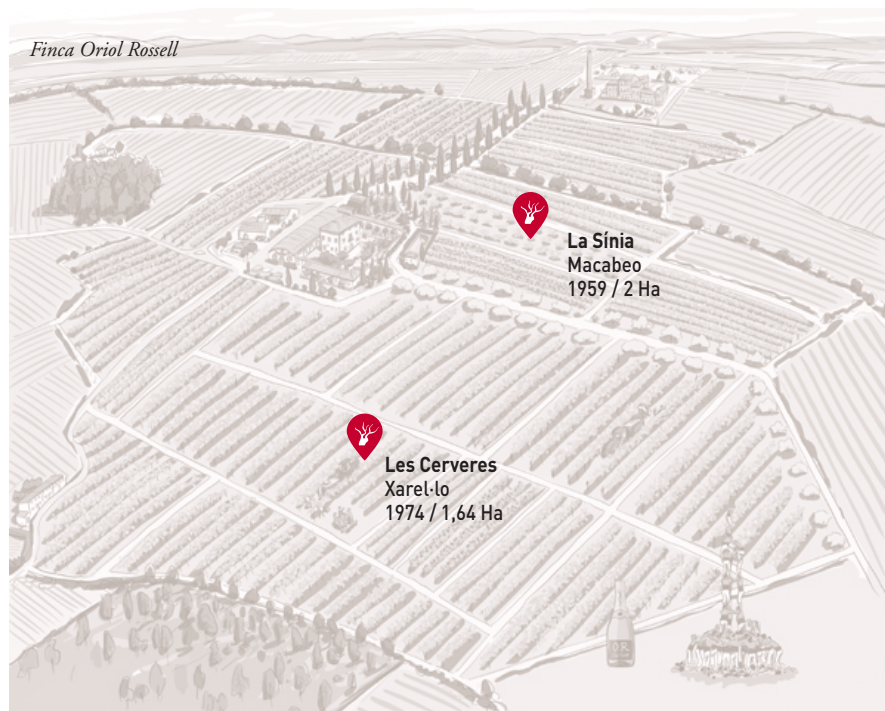 Finca Oriol Rossell
La Sínia
Macabeo
1959 / 2 Ha
Les Cerveres
Xarel·lo
1974 / 1,64 Ha
O.R.